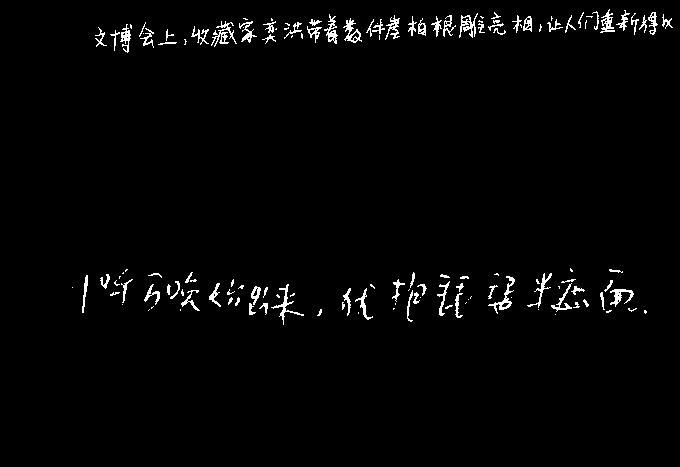 文博会上,收藏家奕洪带着数件崖柏根雕亮相,让人们重新得以
千呼万唤始出来,犹抱琵琶半遮面.